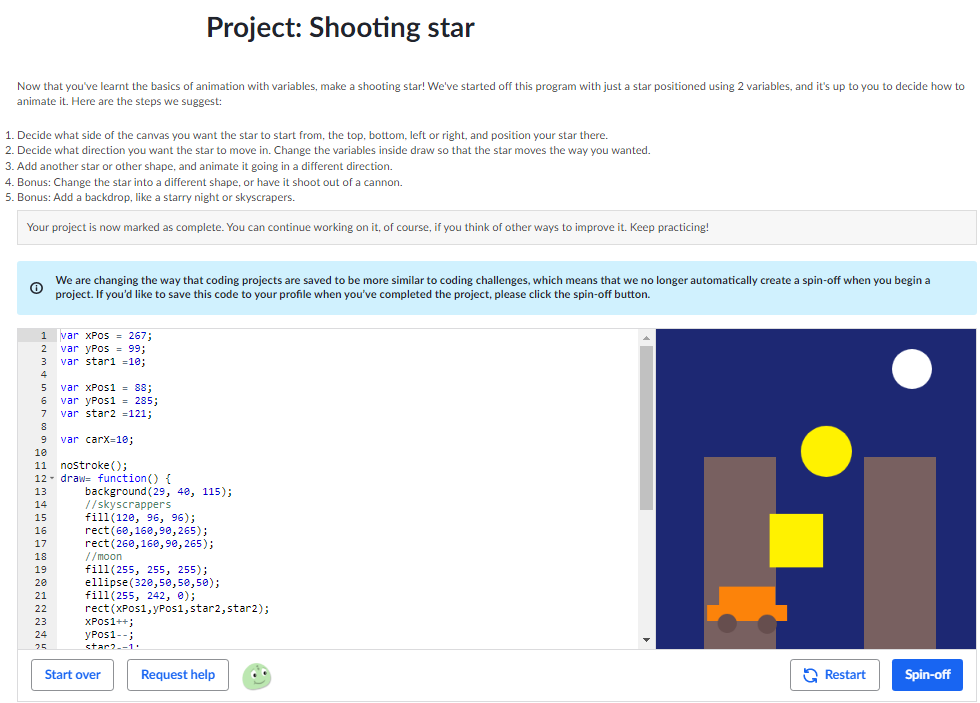 Project: Shooting star
Now that you've learnt the basics of animation with variables, make a shooting star! We've started off this program with just a star positioned using 2 variables, and it's up to you to decide how to
animate it. Here are the steps we suggest:
1. Decide what side of the canvas you want the star to start from, the top, bottom, left or right, and position your star there.
2. Decide what direction you want the star to move in. Change the variables inside draw so that the star moves the way you wanted.
3. Add another star or other shape, and animate it going in a different direction.
4. Bonus: Change the star into a different shape, or have it shoot out of a cannon.
5. Bonus: Add a backdrop, like a starry night or skyscrapers.
Your project is now marked as complete. You can continue working on it, of course, if you think of other ways to improve it. Keep practicing!
We are changing the way that coding projects are saved to be more similar to coding challenges, which means that we no longer automatically create a spin-off when you begin a
project. If you'd like to save this code to your profile when you've completed the project, please click the spin-off button.
1 var xPos = 267;
2 var yPos = 99;
3 var star1 =10;
4
5 var xPos1 = 88;
6 var yPos1 = 285;
7 var star2 =121;
8
9 var carX=10;
10
11 noStroke();
12 draw= function() {
13 background(29, 40, 115);
14 //skyscrappers
15 fill(120, 96, 96);
16 rect(60,160,90,265);
17 rect(260,160,90,265);
18 //moon
19 fill(255, 255, 255);
20 ellipse(320,50,50,50);
21 fill(255, 242, 0);
22 rect(xPos1,yPos1,star2,star2);
23 xPos1++;
24 yPos1--;
25 star2-=1;
Start over
Request help
Restart
Spin-off